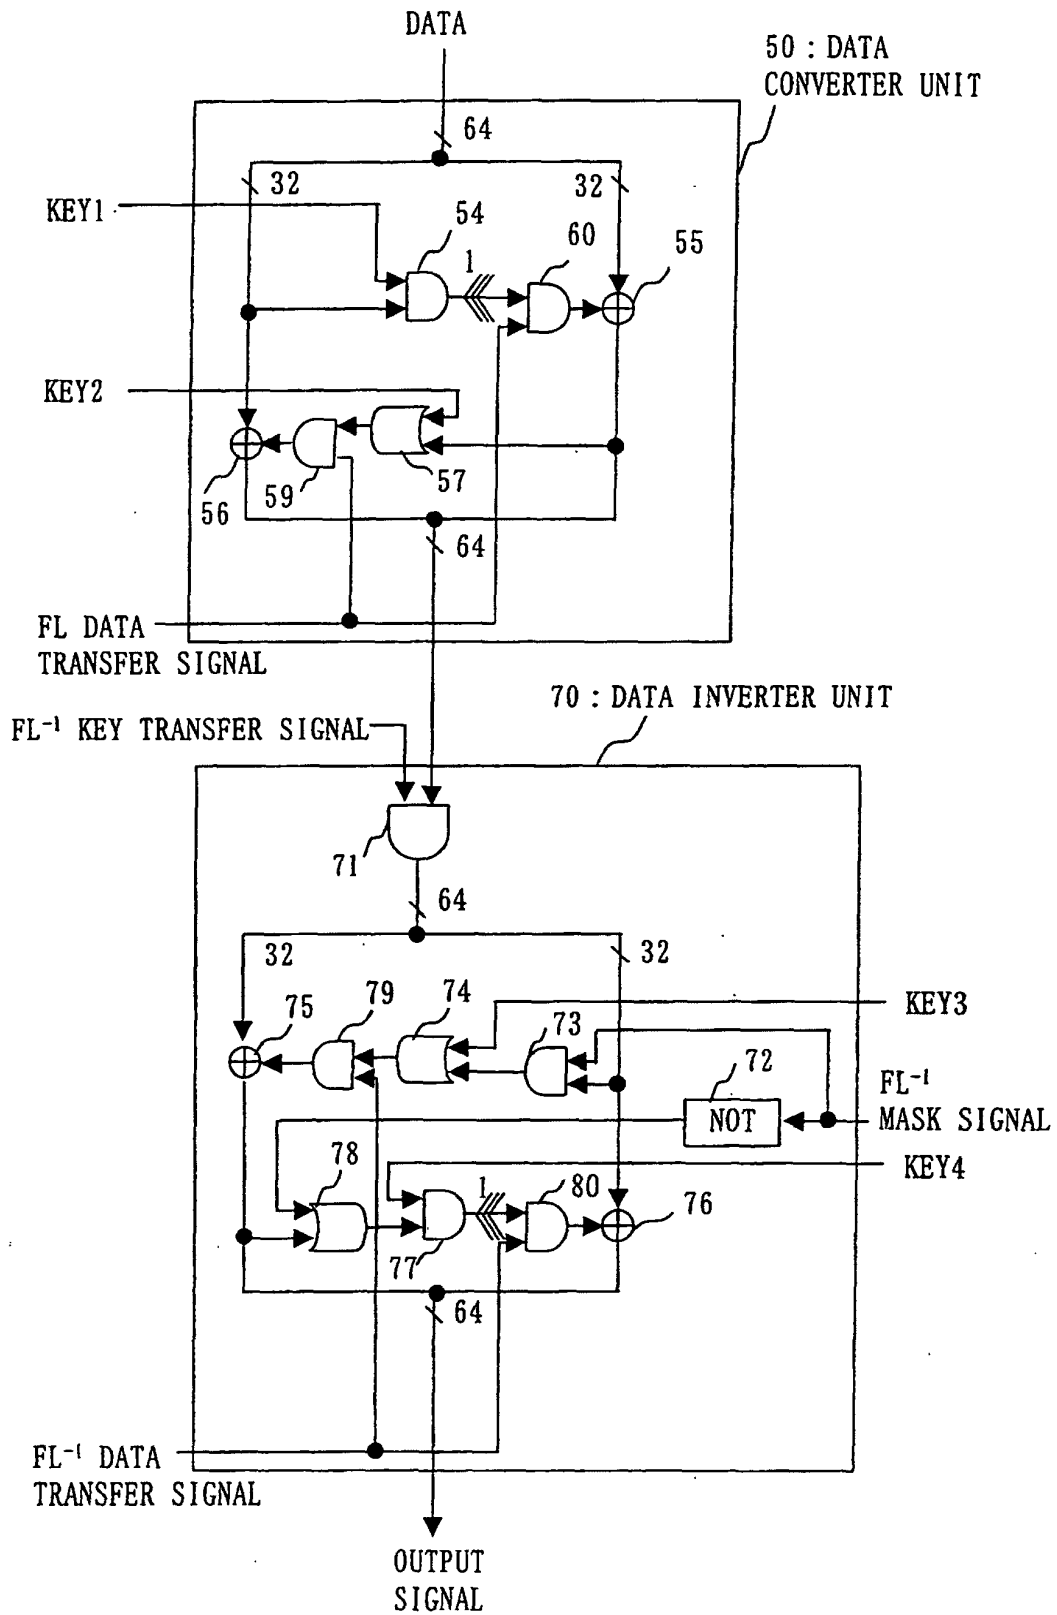 DATA
50 : DATA
CONVERTER UNIT
64
32
32
KEY1
54
1
60
55
KEY2
56
59
57
64
FL DATA
TRANSFER SIGNAL
70 : DATA INVERTER UNIT
FL⁻¹ KEY TRANSFER SIGNAL
71
64
32
32
75
79
74
73
KEY3
72
NOT
FL⁻¹
MASK SIGNAL
78
KEY4
1
80
76
77
64
FL⁻¹ DATA
TRANSFER SIGNAL
OUTPUT
SIGNAL